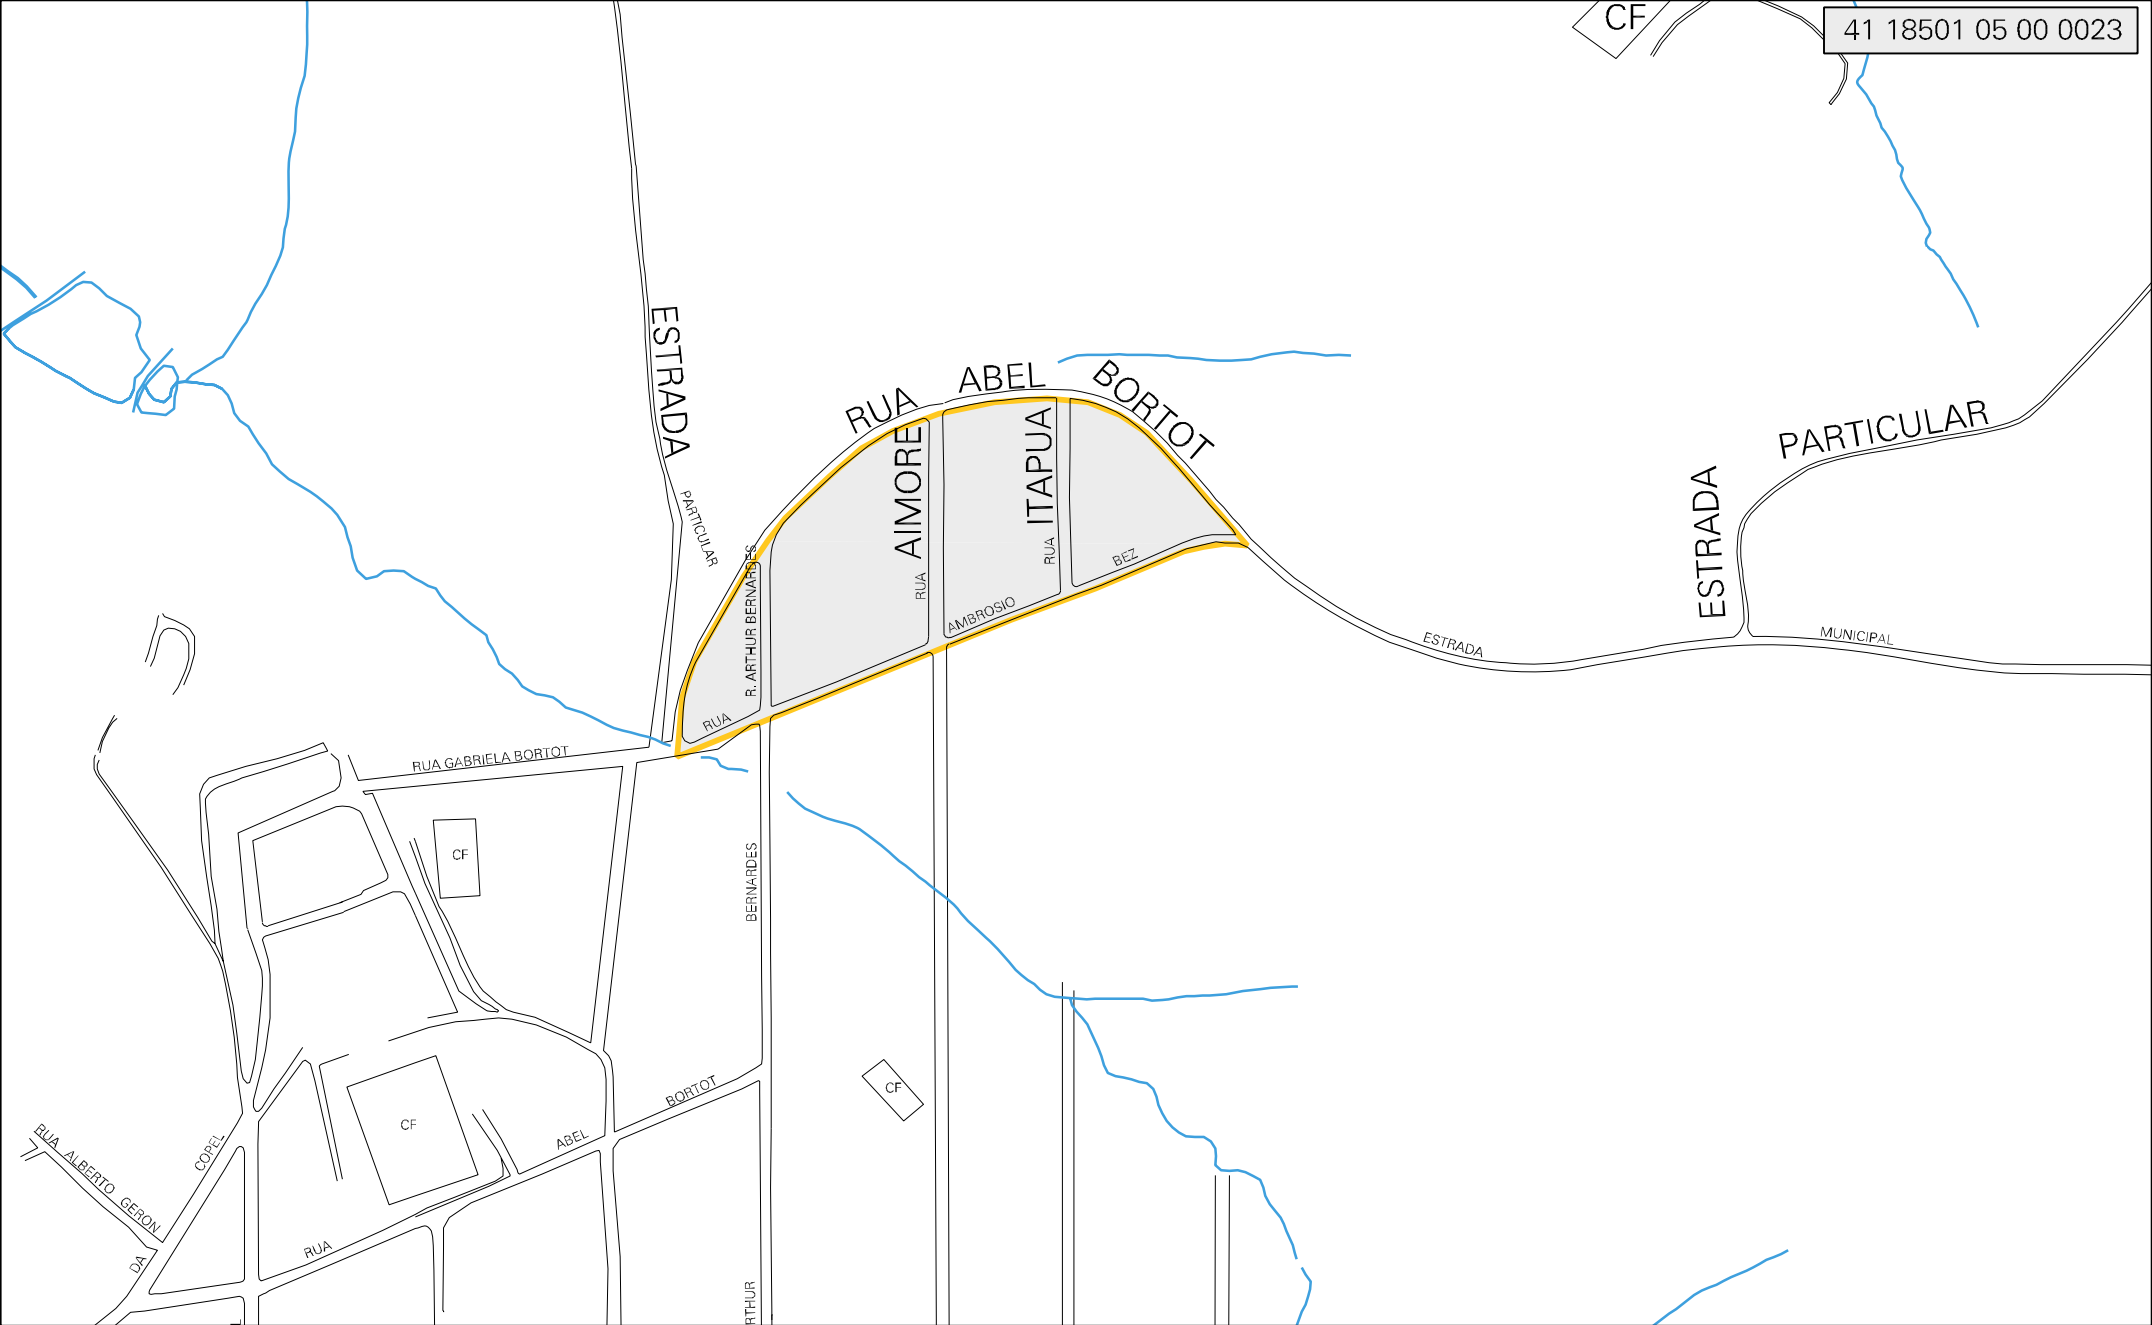 CF
41 18501 05 00 0023
ESTRADA
PARTICULAR
RUA ABEL BORTOT
RUA AIMORE
RUA ITAPUA
R. ARTHUR BERNARDES
RUA AMBROSIO BEZ
ESTRADA PARTICULAR
ESTRADA MUNICIPAL
RUA GABRIELA BORTOT
CF
BERNARDES
CF
CF
RUA ABEL BORTOT
RUA ALBERTO GERON
DA COPEL
RTHUR